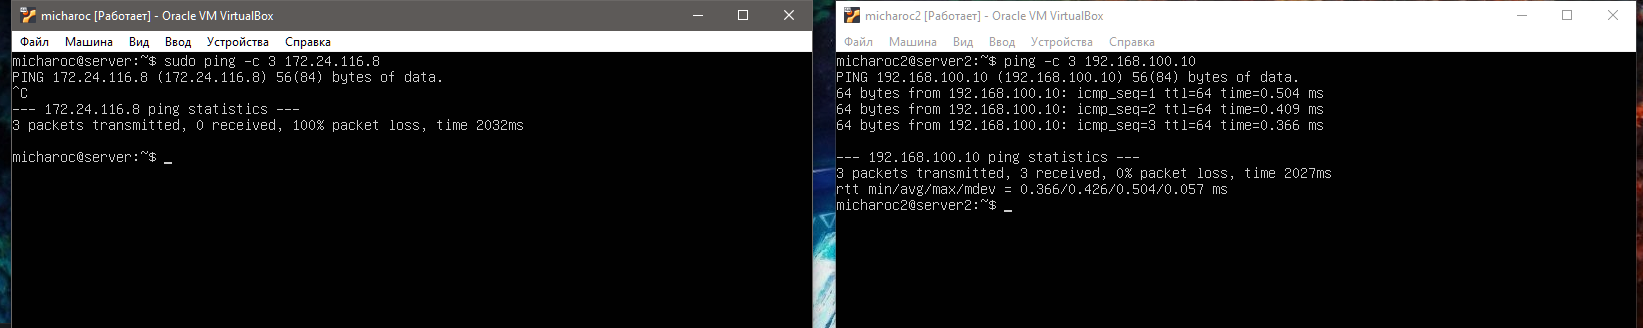 micharoc [Работает] - Oracle VM VirtualBox
Файл Машина Вид Ввод Устройства Справка
micharoc@server:~$ sudo ping -c 3 172.24.116.8
PING 172.24.116.8 (172.24.116.8) 56(84) bytes of data.
^C
--- 172.24.116.8 ping statistics ---
3 packets transmitted, 0 received, 100% packet loss, time 2032ms
micharoc@server:~$ _
micharoc2 [Работает] - Oracle VM VirtualBox
Файл Машина Вид Ввод Устройства Справка
micharoc2@server2:~$ ping -c 3 192.168.100.10
PING 192.168.100.10 (192.168.100.10) 56(84) bytes of data.
64 bytes from 192.168.100.10: icmp_seq=1 ttl=64 time=0.504 ms
64 bytes from 192.168.100.10: icmp_seq=2 ttl=64 time=0.409 ms
64 bytes from 192.168.100.10: icmp_seq=3 ttl=64 time=0.366 ms
--- 192.168.100.10 ping statistics ---
3 packets transmitted, 3 received, 0% packet loss, time 2027ms
rtt min/avg/max/mdev = 0.366/0.426/0.504/0.057 ms
micharoc2@server2:~$ _